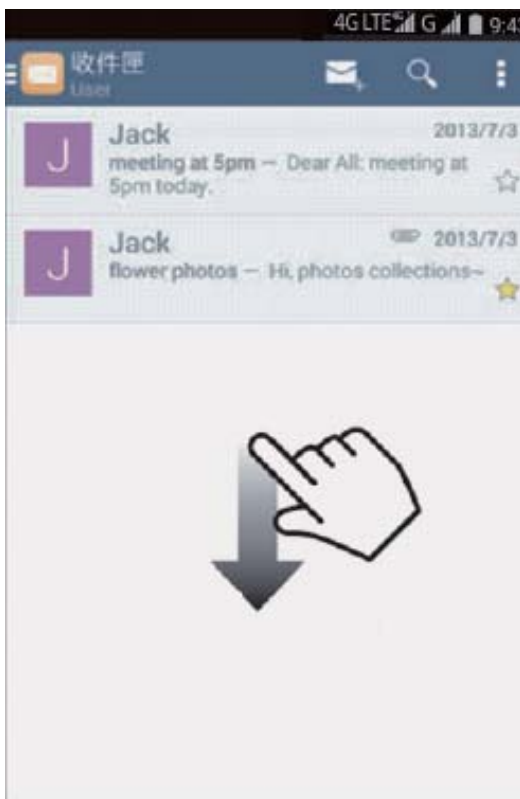 4G LTE G 9:4
收件匣
User
J
Jack
2013/7/3
meeting at 5pm – Dear All: meeting at
5pm today.
J
Jack
2013/7/3
flower photos – Hi, photos collections~